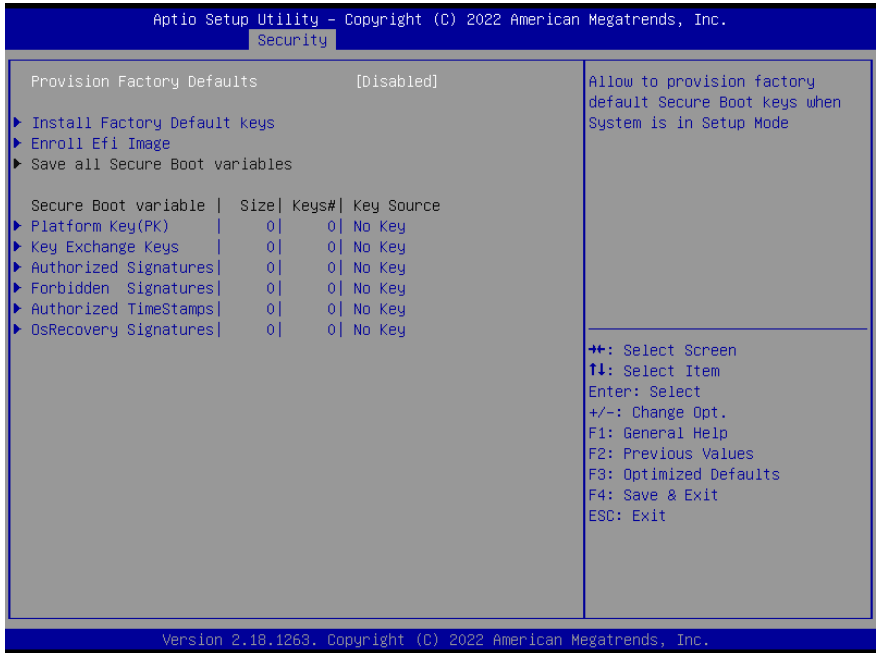 Aptio Setup Utility – Copyright (C) 2022 American Megatrends, Inc.
Security
Provision Factory Defaults [Disabled]
Install Factory Default keys
Enroll Efi Image
Save all Secure Boot variables
Secure Boot variable | Size| Keys#| Key Source
Platform Key(PK) | 0| 0| No Key
Key Exchange Keys | 0| 0| No Key
Authorized Signatures| 0| 0| No Key
Forbidden Signatures| 0| 0| No Key
Authorized TimeStamps| 0| 0| No Key
OsRecovery Signatures| 0| 0| No Key
Allow to provision factory
default Secure Boot keys when
System is in Setup Mode
→←: Select Screen
↑↓: Select Item
Enter: Select
+/-: Change Opt.
F1: General Help
F2: Previous Values
F3: Optimized Defaults
F4: Save & Exit
ESC: Exit
Version 2.18.1263. Copyright (C) 2022 American Megatrends, Inc.